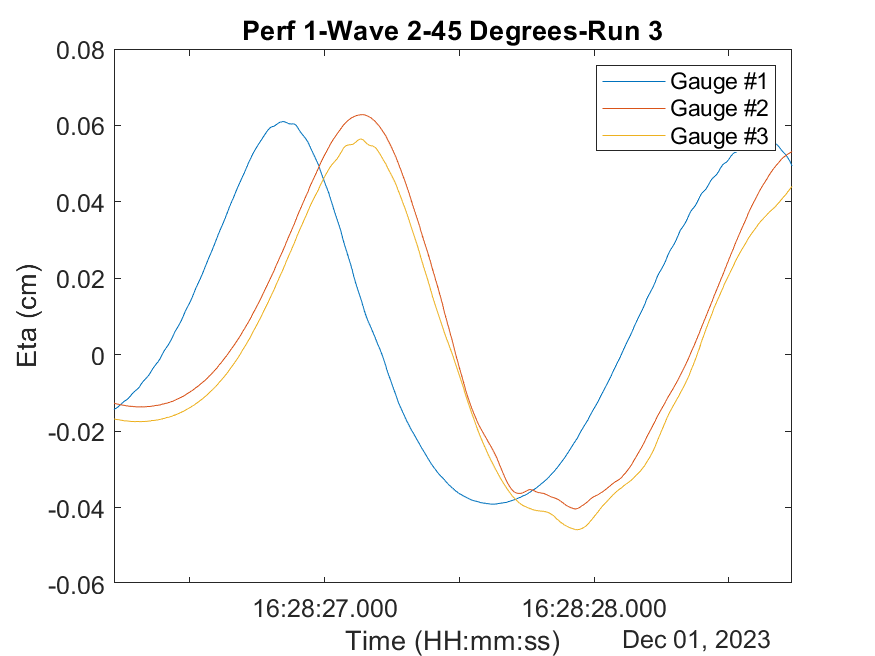 Perf 1-Wave 2-45 Degrees-Run 3
0.08
0.06
0.04
0.02
0
-0.02
-0.04
-0.06
Eta (cm)
Gauge #1
Gauge #2
Gauge #3
16:28:27.000
16:28:28.000
Time (HH:mm:ss)
Dec 01, 2023